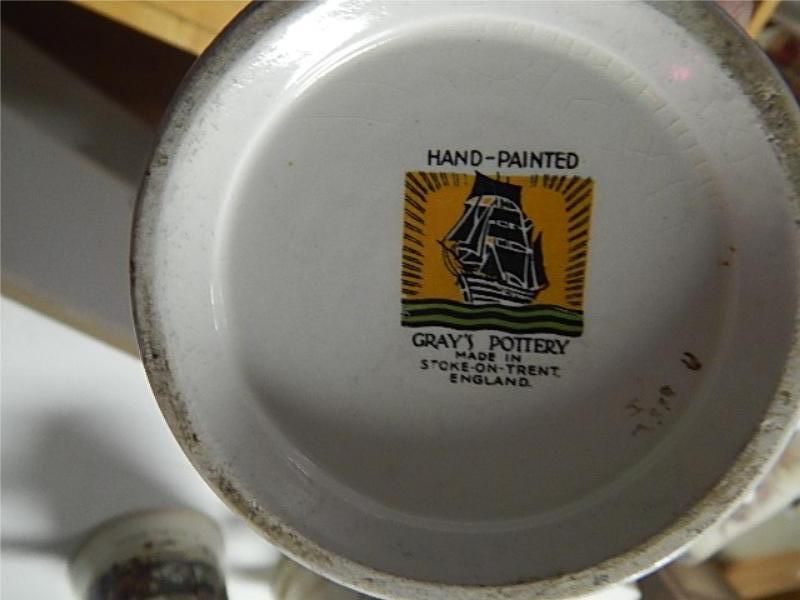 HAND-PAINTED
GRAY'S POTTERY
MADE IN
STOKE-ON-TRENT,
ENGLAND.